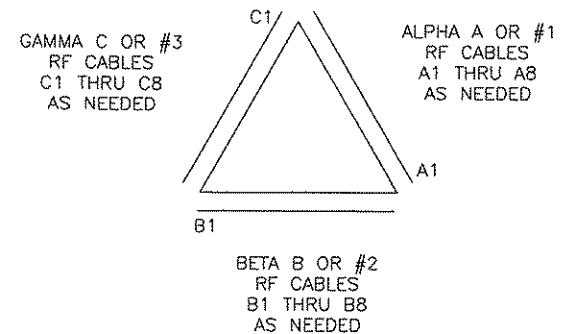 C1
GAMMA C OR #3
RF CABLES
C1 THRU C8
AS NEEDED
ALPHA A OR #1
RF CABLES
A1 THRU A8
AS NEEDED
A1
B1
BETA B OR #2
RF CABLES
B1 THRU B8
AS NEEDED